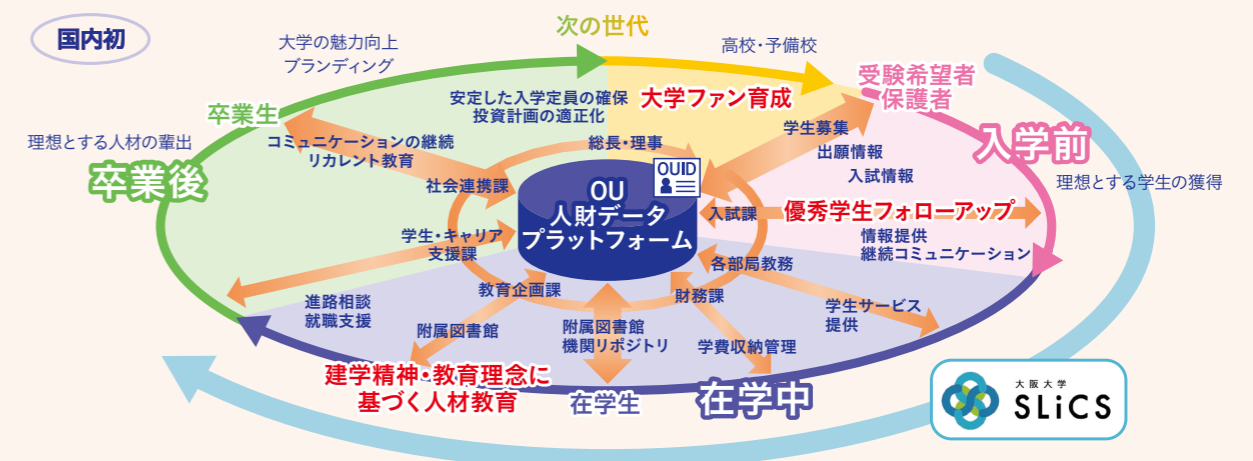 国内初
大学の魅力向上
ブランディング
次の世代
高校・予備校
受験希望者
保護者
卒業生
安定した入学定員の確保
投資計画の適正化
大学ファン育成
理想とする人材の輩出
卒業後
コミュニケーションの継続
リカレント教育
総長・理事
学生募集
出願情報
入試情報
入学前
理想とする学生の獲得
社会連携課
OUID
OU
人財データ
プラットフォーム
入試課
優秀学生フォローアップ
情報提供
継続コミュニケーション
学生・キャリア
支援課
各部局教務
教育企画課
財務課
進路相談
就職支援
附属図書館
附属図書館
機関リポジトリ
学費収納管理
学生サービス
提供
建学精神・教育理念に
基づく人材教育
在学生
在学中
大阪大学
SLiCS